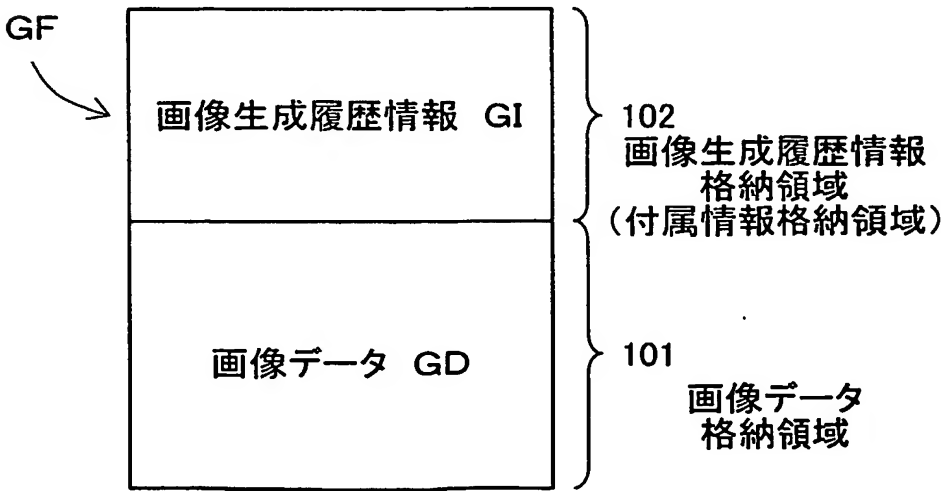 GF
画像生成履歴情報 GI
102
画像生成履歴情報
格納領域
(付属情報格納領域)
画像データ GD
101
画像データ
格納領域